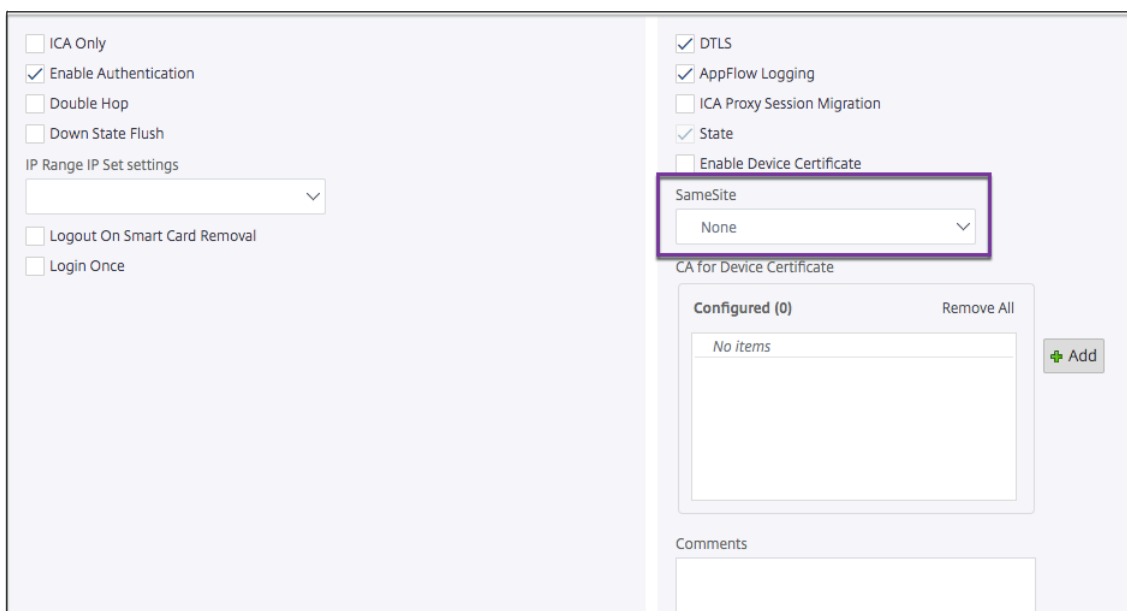 ICA Only
Enable Authentication
Double Hop
Down State Flush
IP Range IP Set settings
Logout On Smart Card Removal
Login Once
DTLS
AppFlow Logging
ICA Proxy Session Migration
State
Enable Device Certificate
SameSite
None
CA for Device Certificate
Configured (0) Remove All
No items
Add
Comments